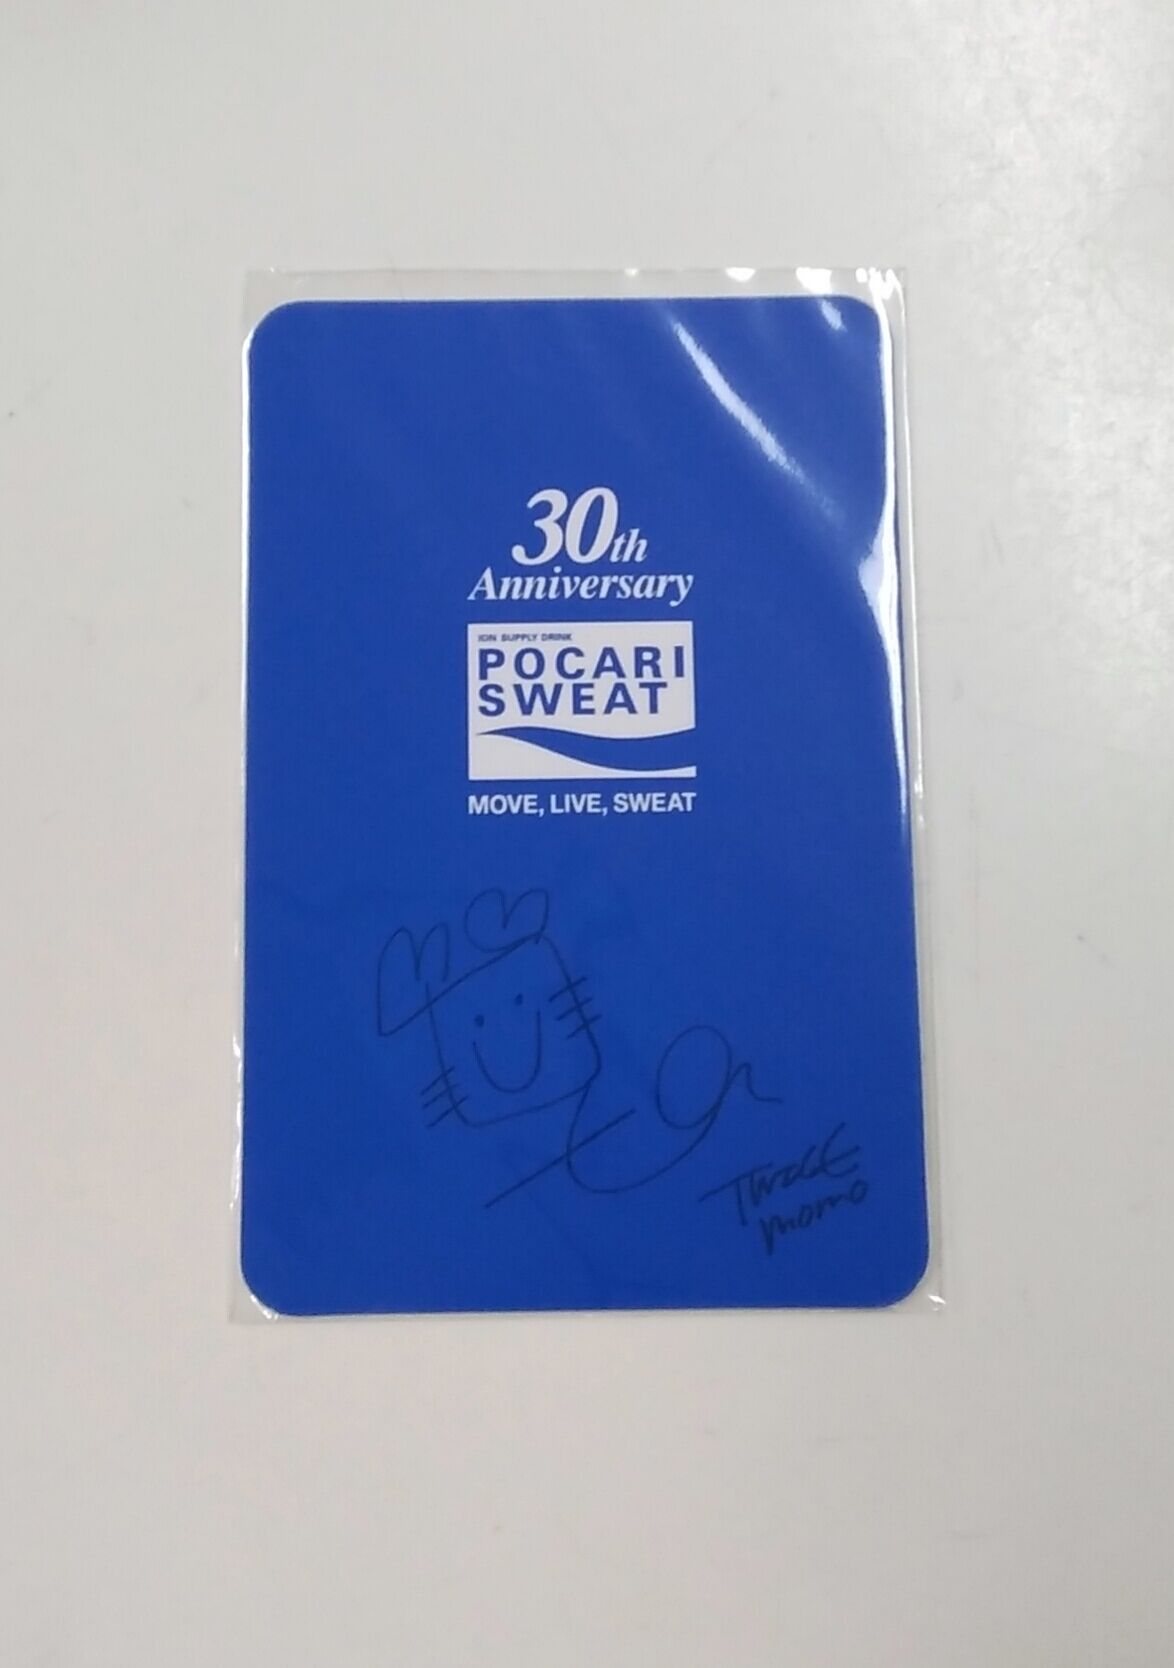 30th
Anniversary
ION SUPPLY DRINK
POCARI
SWEAT
MOVE, LIVE, SWEAT
TWICE
momo